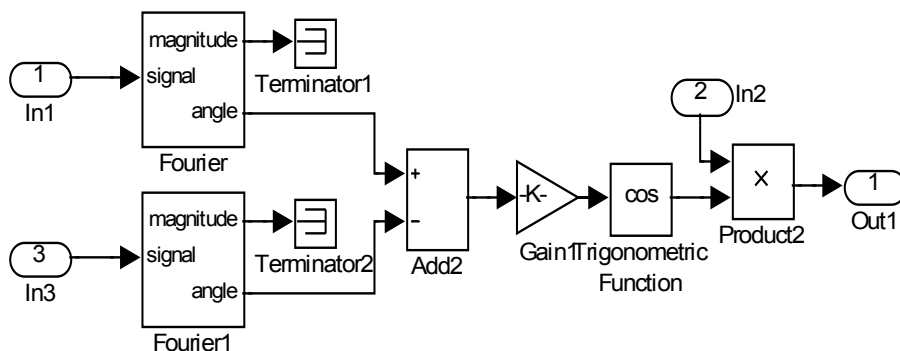 1
In1
magnitude
signal
angle
Fourier
Terminator1
3
In3
magnitude
signal
angle
Fourier1
Terminator2
+
−
Add2
-K-
Gain1
cos
Trigonometric
Function
2
In2
X
Product2
1
Out1